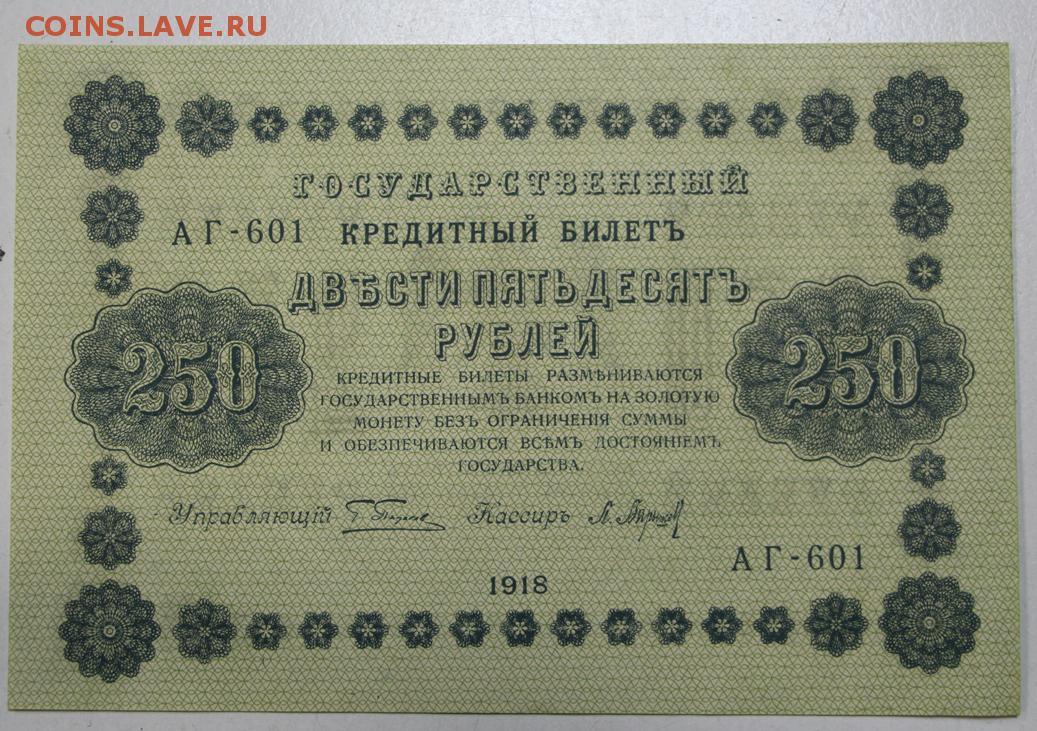 COINS.LAVE.RU
ГОСУДАРСТВЕННЫЙ
АГ-601 КРЕДИТНЫЙ БИЛЕТЪ
ДВѢСТИ ПЯТЬДЕСЯТЪ
РУБЛЕЙ
250 250
КРЕДИТНЫЕ БИЛЕТЫ РАЗМѢНИВАЮТСЯ
ГОСУДАРСТВЕННЫМЪ БАНКОМЪ НА ЗОЛОТУЮ
МОНЕТУ БЕЗЪ ОГРАНИЧЕНІЯ СУММЫ
И ОБЕЗПЕЧИВАЮТСЯ ВСѢМЪ ДОСТОЯНІЕМЪ
ГОСУДАРСТВА.
Управляющій Кассиръ
АГ-601
1918